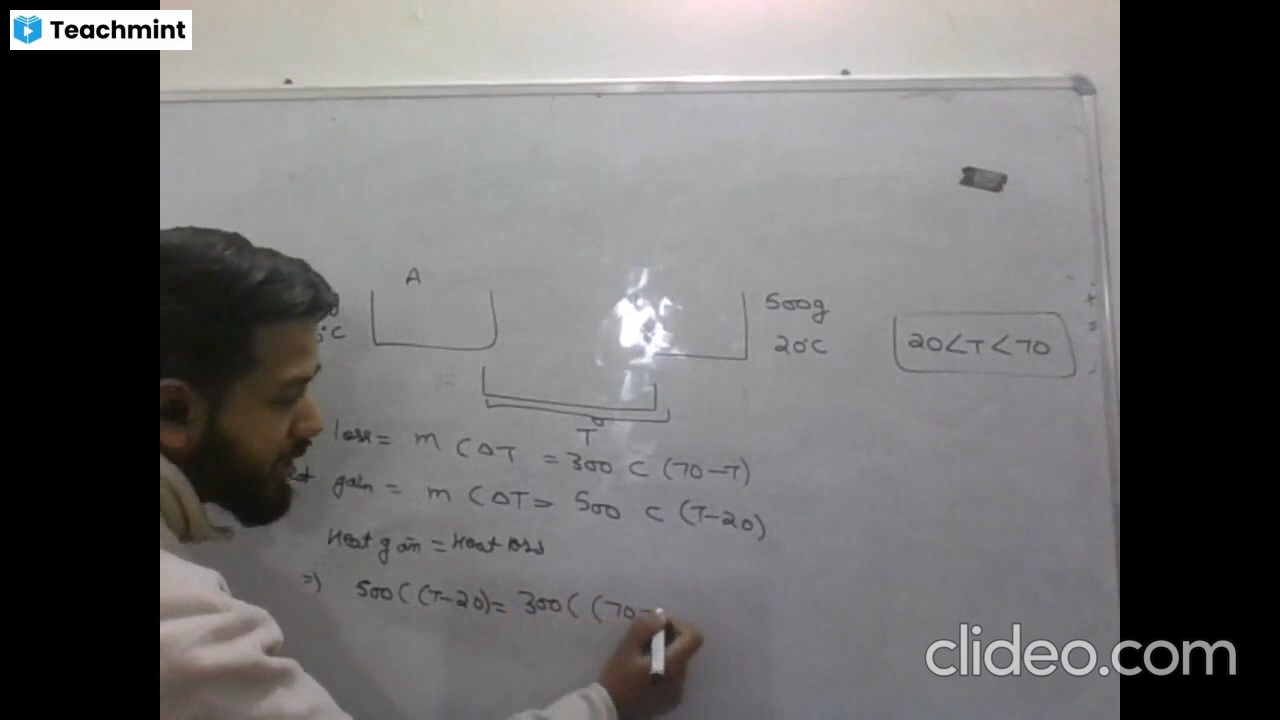 Teachmint
A
500g
°C
20°C
20<T<70
T°
loss = m C ΔT = 300 C (70-T)
gain = m C ΔT = 500 C (T-20)
Heat gain = Heat loss
=) 500 C (T-20) = 300 C (70-
clideo.com